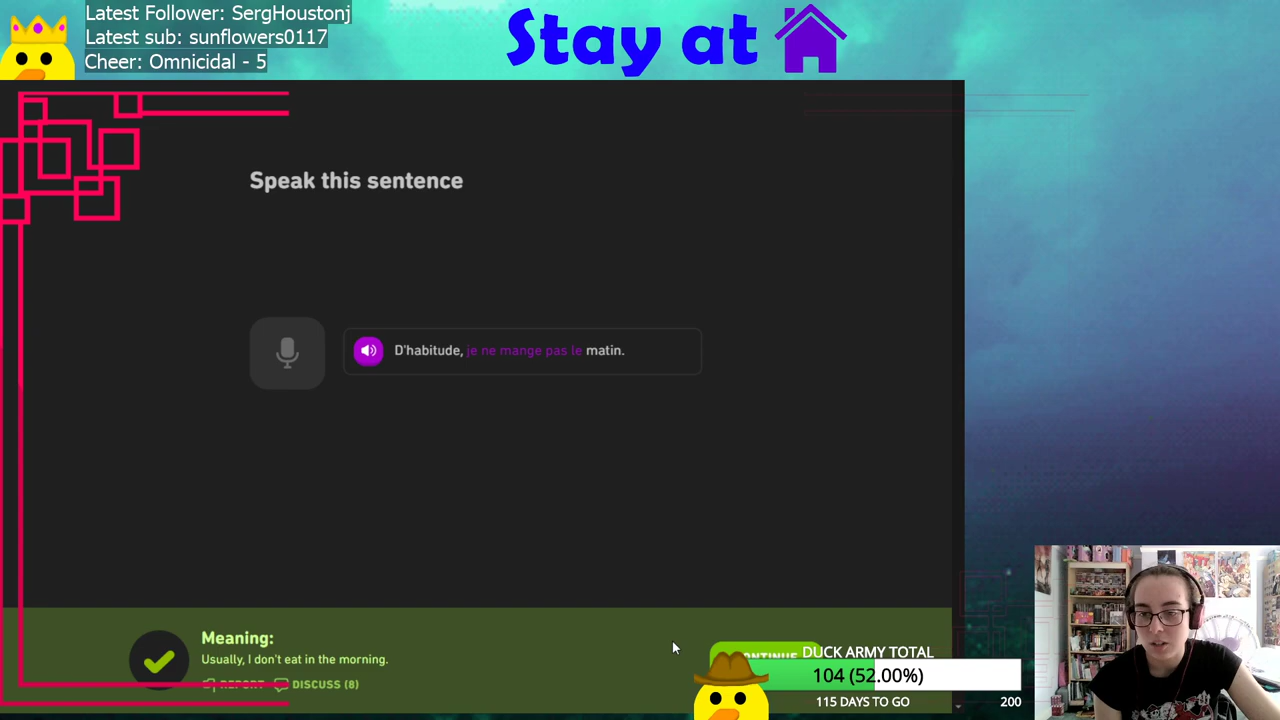 Latest Follower: SergHoustonj
Latest sub: sunflowers0117
Cheer: Omnicidal - 5
Stay at
Speak this sentence
D'habitude, je ne mange pas le matin.
Meaning:
Usually, I don't eat in the morning.
REPORT DISCUSS (8)
CONTINUE
DUCK ARMY TOTAL
104 (52.00%)
115 DAYS TO GO 200